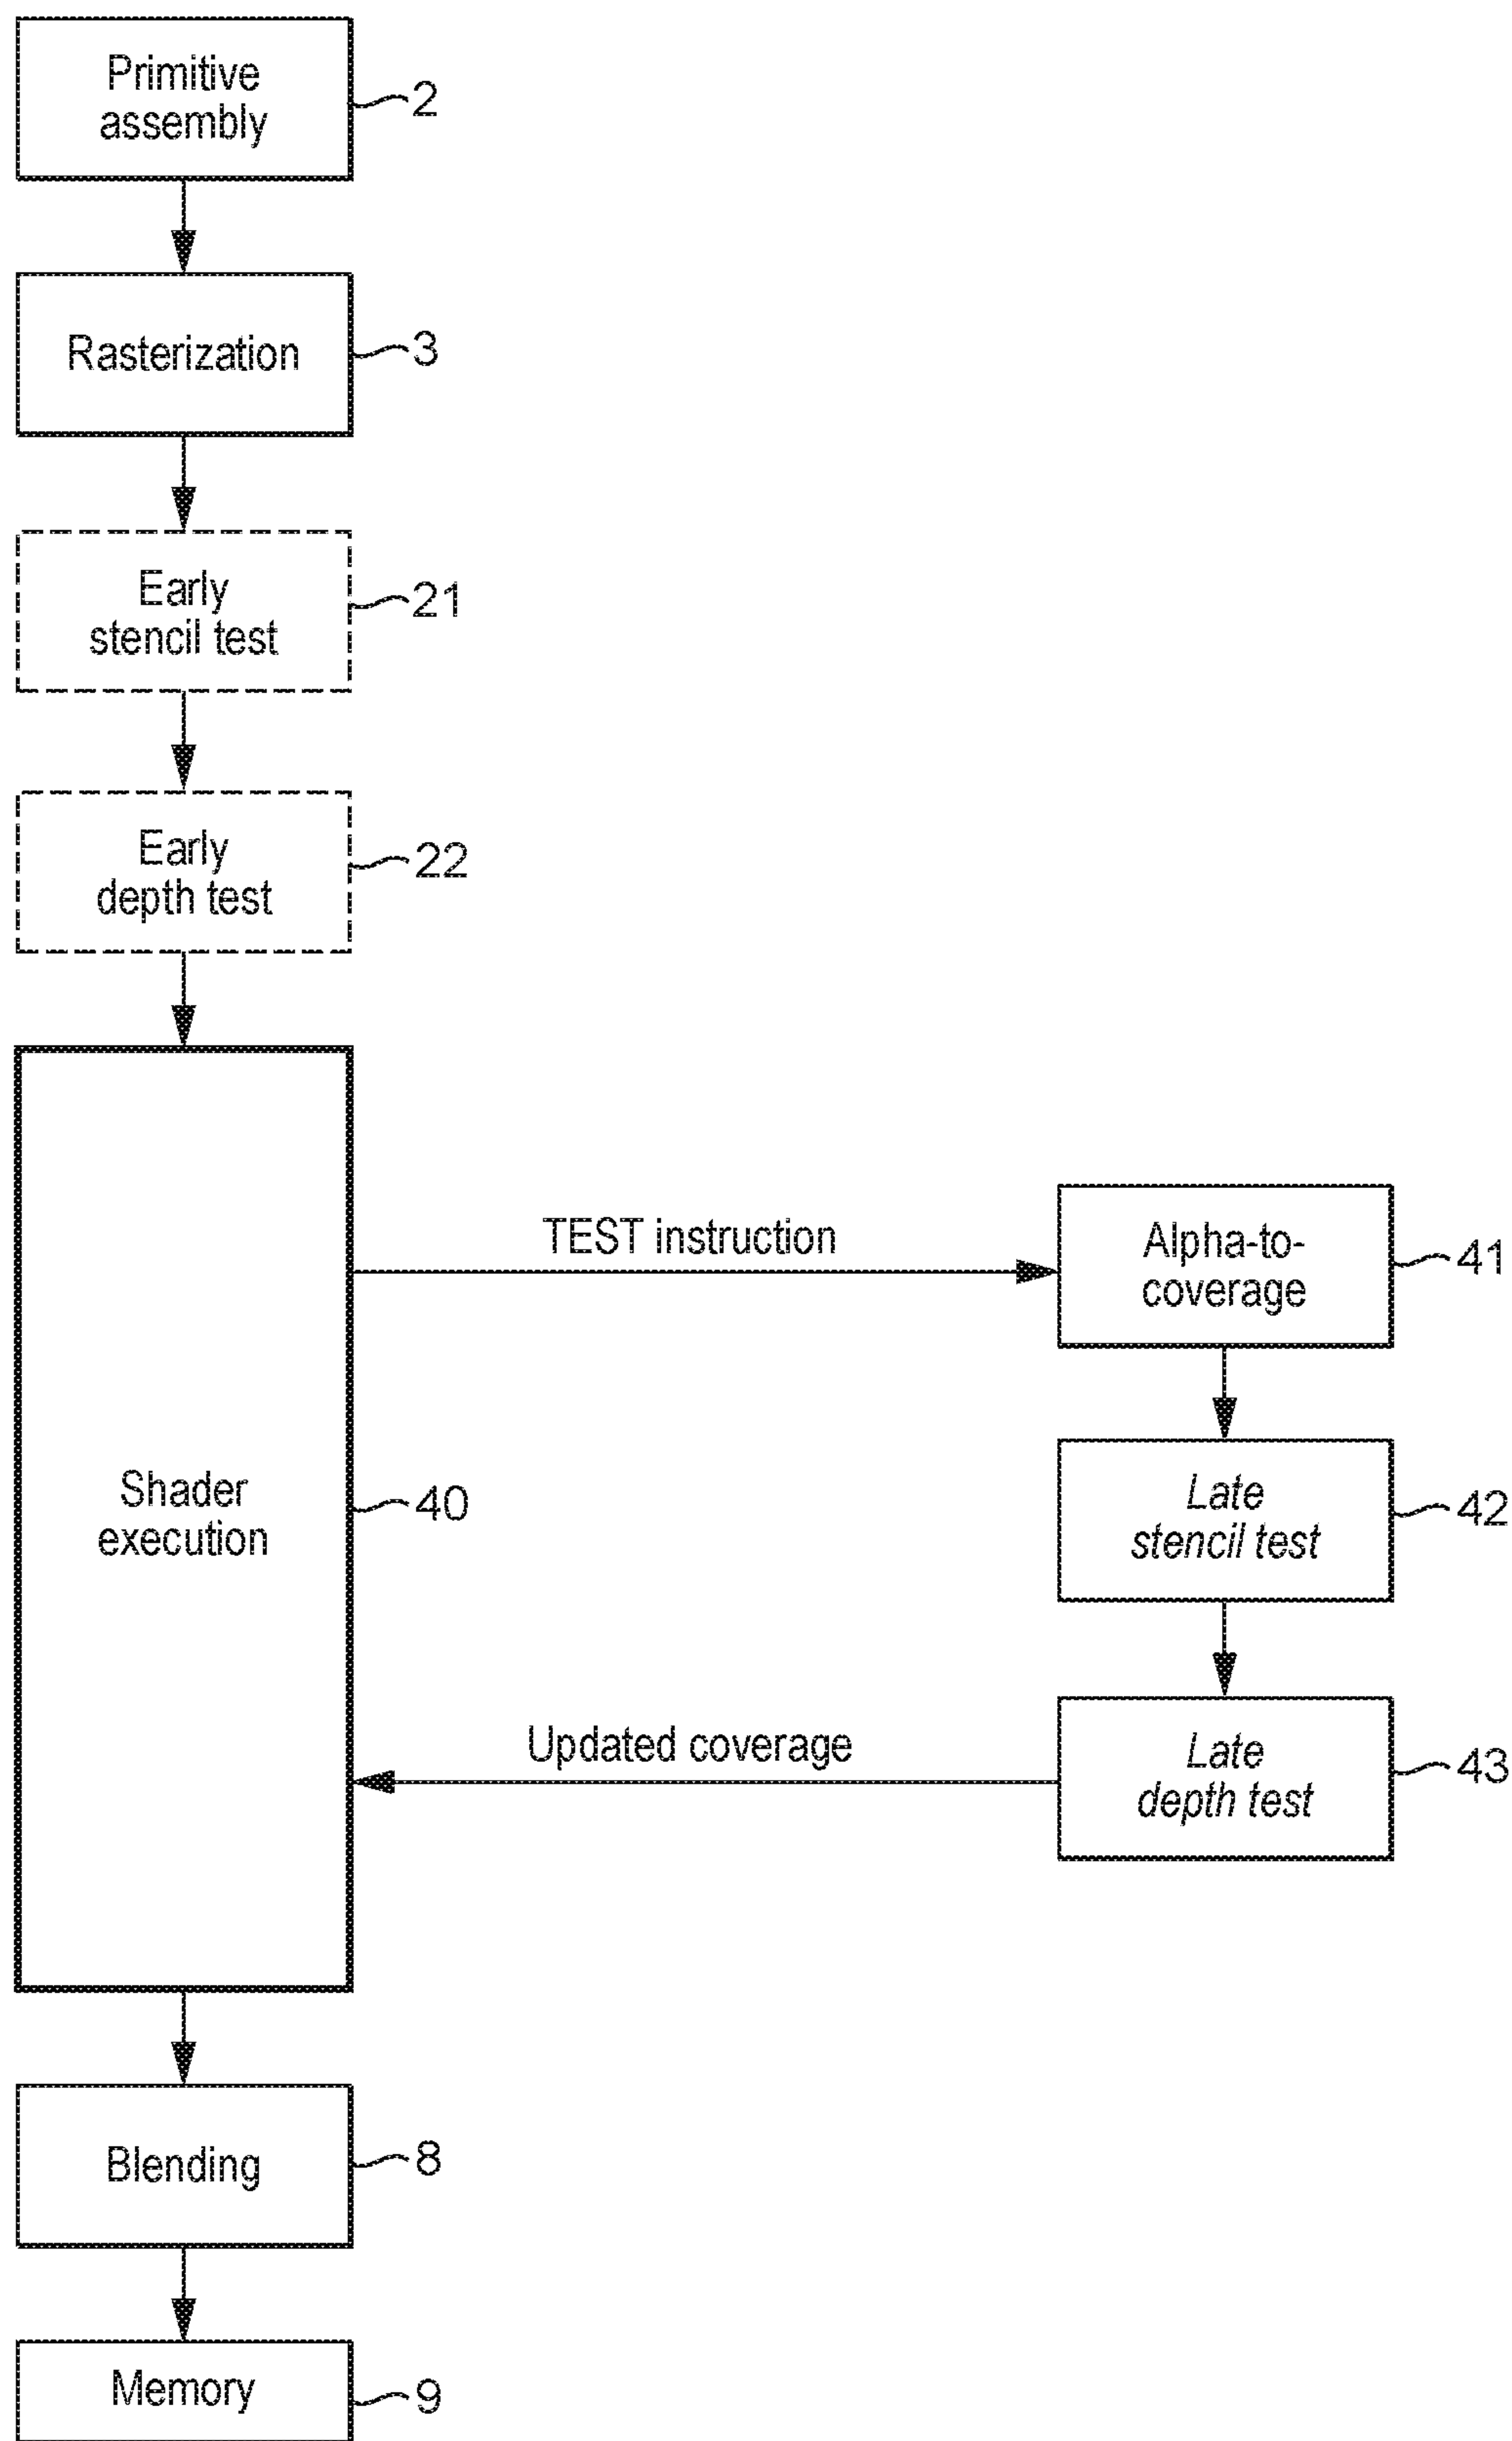 Primitive
assembly
2
Rasterization
3
Early
stencil test
21
Early
depth test
22
Shader
execution
40
TEST instruction
Alpha-to-
coverage
41
Late
stencil test
42
Late
depth test
43
Updated coverage
Blending
8
Memory
9